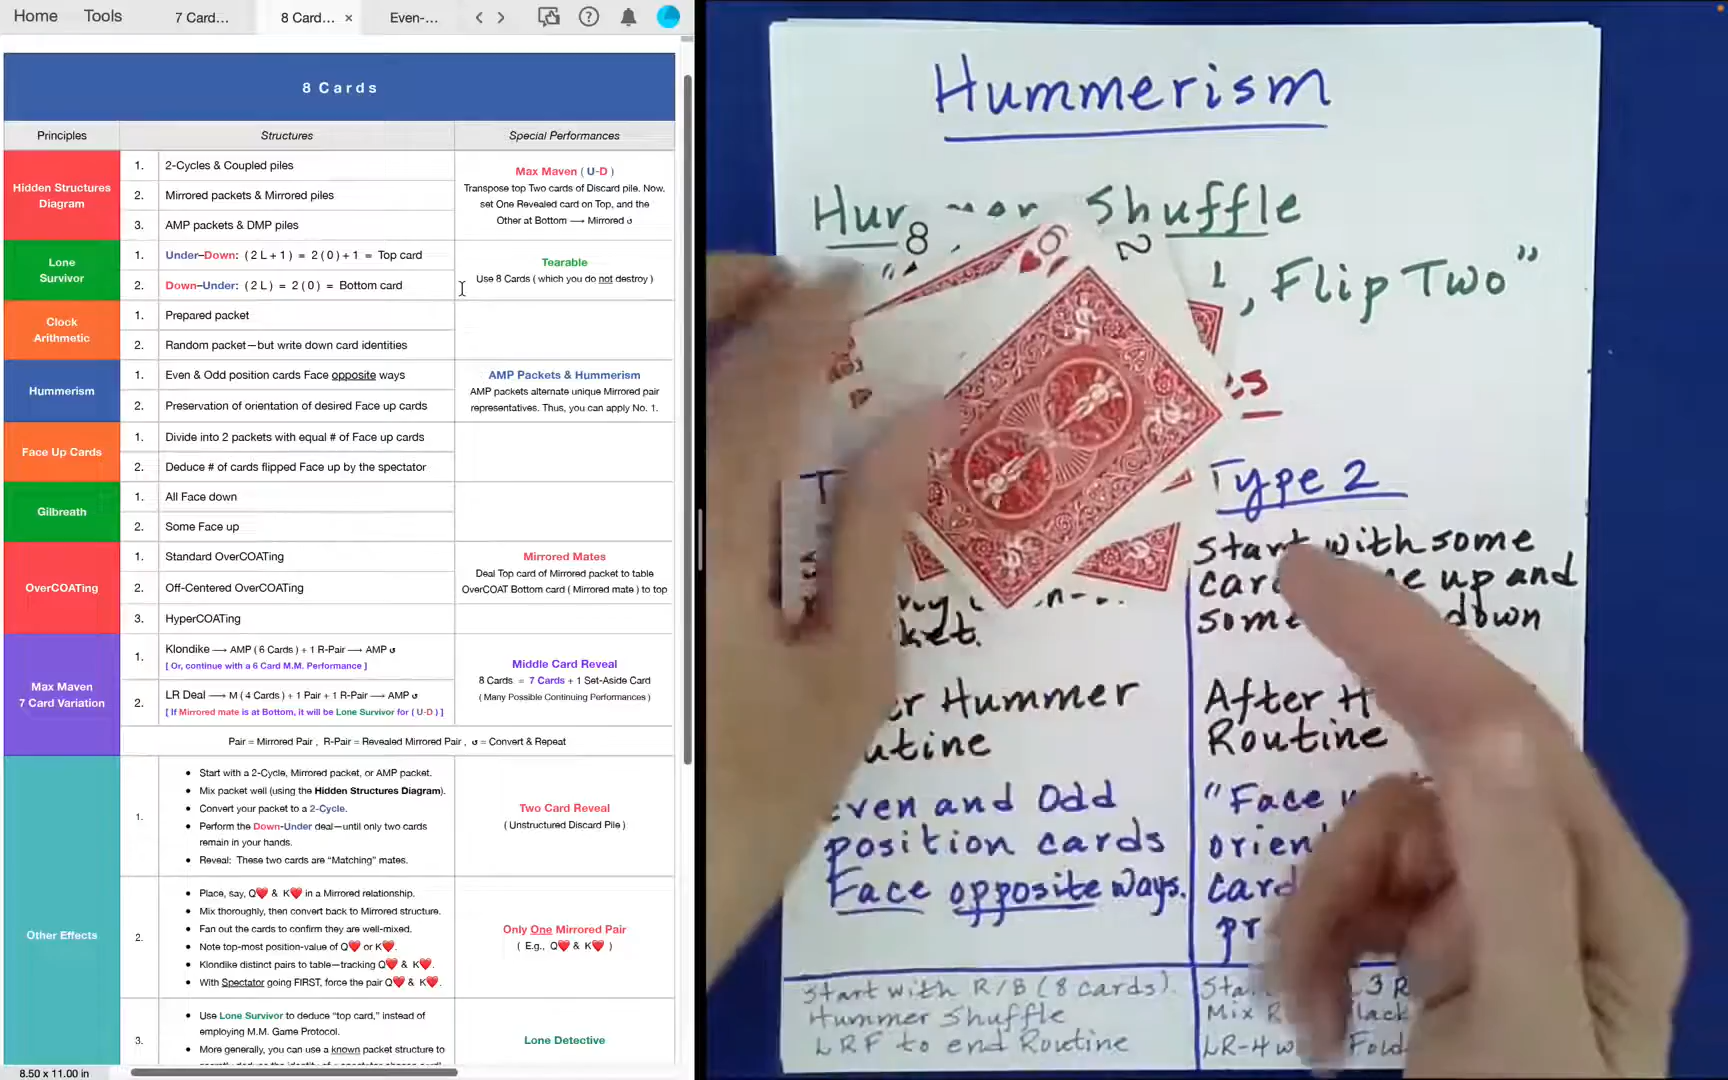 Home
Tools
7 Card...
8 Card... ×
Even-...
8 Cards
Principles
Structures
Special Performances
Hidden Structures
Diagram
1. 2-Cycles & Coupled piles
2. Mirrored packets & Mirrored piles
3. AMP packets & DMP piles
Max Maven ( U-D )
Transpose top Two cards of Discard pile. Now,
set One Revealed card on Top, and the
Other at Bottom ⟶ Mirrored ↺
Lone
Survivor
1. Under–Down: ( 2 L + 1 ) = 2 ( 0 ) + 1 = Top card
2. Down–Under: ( 2 L ) = 2 ( 0 ) = Bottom card
Tearable
Use 8 Cards ( which you do not destroy )
Clock
Arithmetic
1. Prepared packet
2. Random packet—but write down card identities
Hummerism
1. Even & Odd position cards Face opposite ways
2. Preservation of orientation of desired Face up cards
AMP Packets & Hummerism
AMP packets alternate unique Mirrored pair
representatives. Thus, you can apply No. 1.
Face Up Cards
1. Divide into 2 packets with equal # of Face up cards
2. Deduce # of cards flipped Face up by the spectator
Gilbreath
1. All Face down
2. Some Face up
OverCOATing
1. Standard OverCOATing
2. Off-Centered OverCOATing
3. HyperCOATing
Mirrored Mates
Deal Top card of Mirrored packet to table
OverCOAT Bottom card ( Mirrored mate ) to top
Max Maven
7 Card Variation
1. Klondike ⟶ AMP ( 6 Cards ) + 1 R-Pair ⟶ AMP ↺
[ Or, continue with a 6 Card M.M. Performance ]
2. LR Deal ⟶ M ( 4 Cards ) + 1 Pair + 1 R-Pair ⟶ AMP ↺
[ If Mirrored mate is at Bottom, it will be Lone Survivor for ( U-D ) ]
Middle Card Reveal
8 Cards = 7 Cards + 1 Set-Aside Card
( Many Possible Continuing Performances )
Pair = Mirrored Pair , R-Pair = Revealed Mirrored Pair , ↺ = Convert & Repeat
Other Effects
1.
• Start with a 2-Cycle, Mirrored packet, or AMP packet.
• Mix packet well (using the Hidden Structures Diagram).
• Convert your packet to a 2-Cycle.
• Perform the Down-Under deal—until only two cards
remain in your hands.
• Reveal: These two cards are “Matching” mates.
Two Card Reveal
( Unstructured Discard Pile )
2.
• Place, say, Q♥ & K♥ in a Mirrored relationship.
• Mix thoroughly, then convert back to Mirrored structure.
• Fan out the cards to confirm they are well-mixed.
• Note top-most position-value of Q♥ or K♥.
• Klondike distinct pairs to table—tracking Q♥ & K♥.
• With Spectator going FIRST, force the pair Q♥ & K♥.
Only One Mirrored Pair
( E.g., Q♥ & K♥ )
3.
• Use Lone Survivor to deduce “top card,” instead of
employing M.M. Game Protocol.
• More generally, you can use a known packet structure to
Lone Detective
8.50 x 11.00 in
Hummerism
Shuffle
, Flip Two”
8
2
Type 2
Start with some
up and
some down
Hummer
After
Routine
Even and Odd
position cards
Face opposite Ways.
“Face
Start with R/B (8 cards).
Hummer Shuffle
LRF to end Routine
3 R
Mix
LR-4 Fold